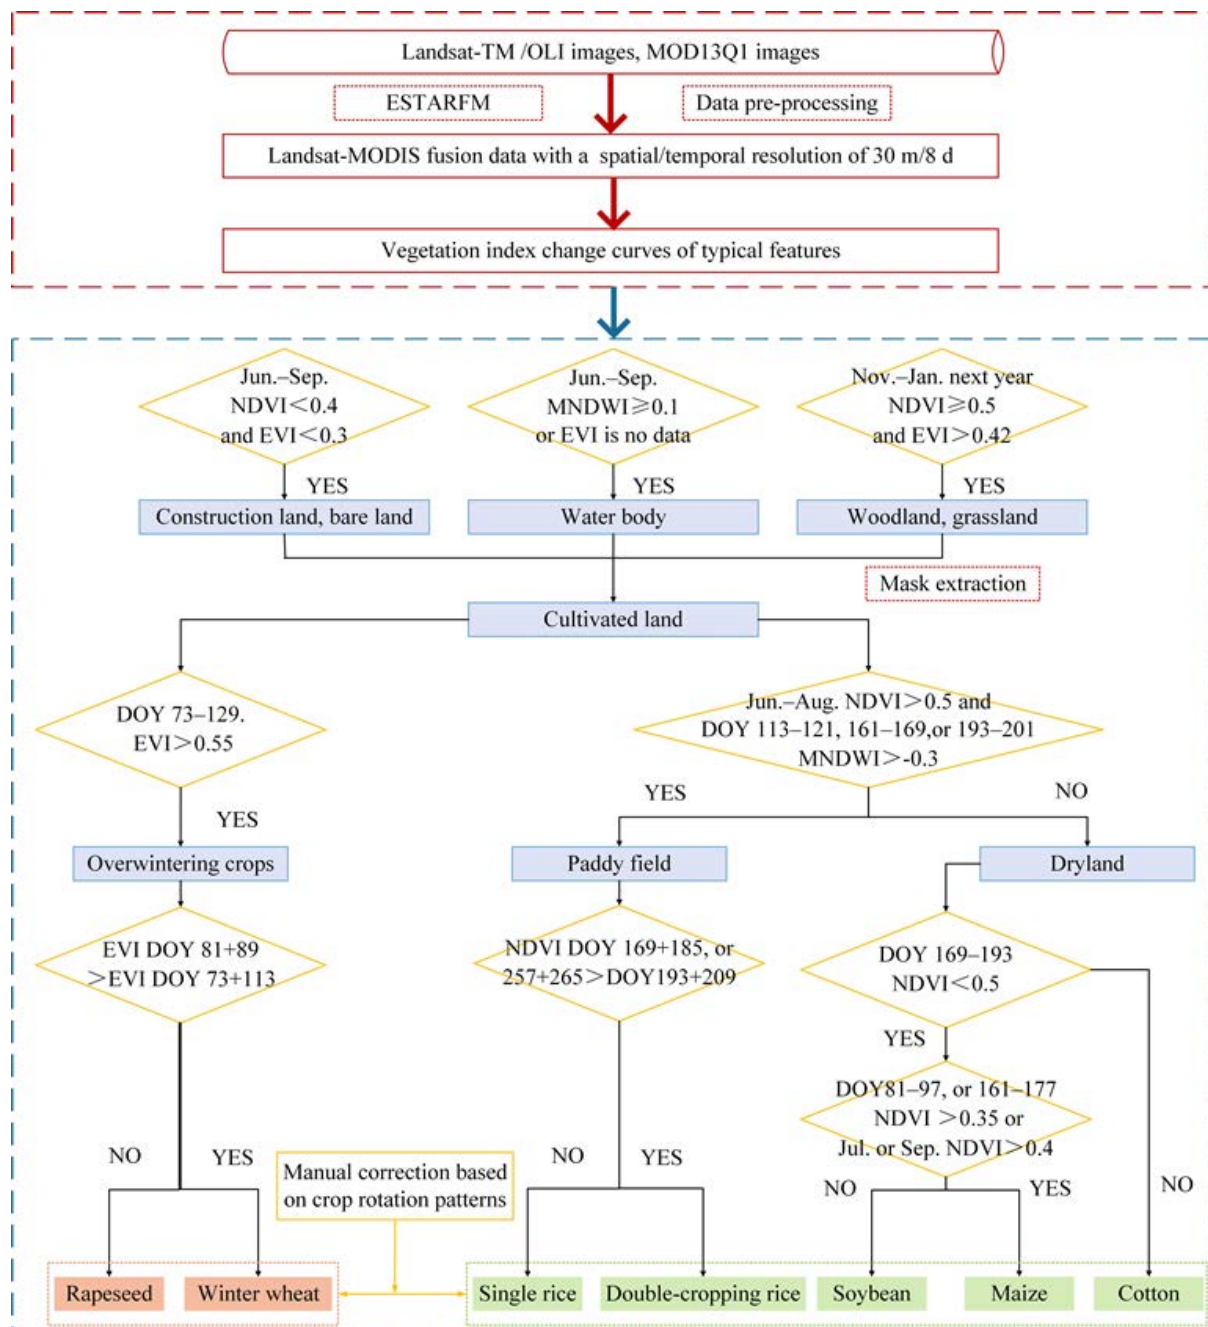 Landsat-TM /OLI images, MOD13Q1 images
ESTARFM
Data pre-processing
Landsat-MODIS fusion data with a spatial/temporal resolution of 30 m/8 d
Vegetation index change curves of typical features
Jun.–Sep.
NDVI<0.4
and EVI<0.3
Jun.–Sep.
MNDWI≥0.1
or EVI is no data
Nov.–Jan. next year
NDVI≥0.5
and EVI>0.42
YES
YES
YES
Construction land, bare land
Water body
Woodland, grassland
Mask extraction
Cultivated land
DOY 73–129.
EVI>0.55
Jun.–Aug. NDVI>0.5 and
DOY 113–121, 161–169,or 193–201
MNDWI>-0.3
YES
YES
NO
Overwintering crops
Paddy field
Dryland
EVI DOY 81+89
>EVI DOY 73+113
NDVI DOY 169+185, or
257+265>DOY193+209
DOY 169–193
NDVI<0.5
YES
DOY81–97, or 161–177
NDVI >0.35 or
Jul. or Sep. NDVI>0.4
NO
YES
Manual correction based
on crop rotation patterns
NO
YES
NO
YES
NO
Rapeseed
Winter wheat
Single rice
Double-cropping rice
Soybean
Maize
Cotton